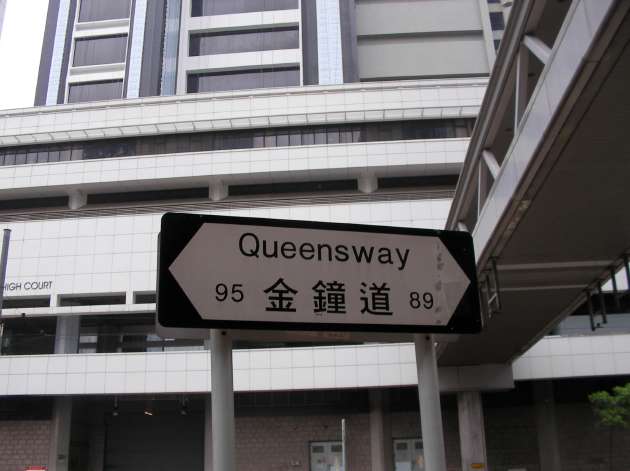 Queensway
95 金鐘道 89
HIGH COURT